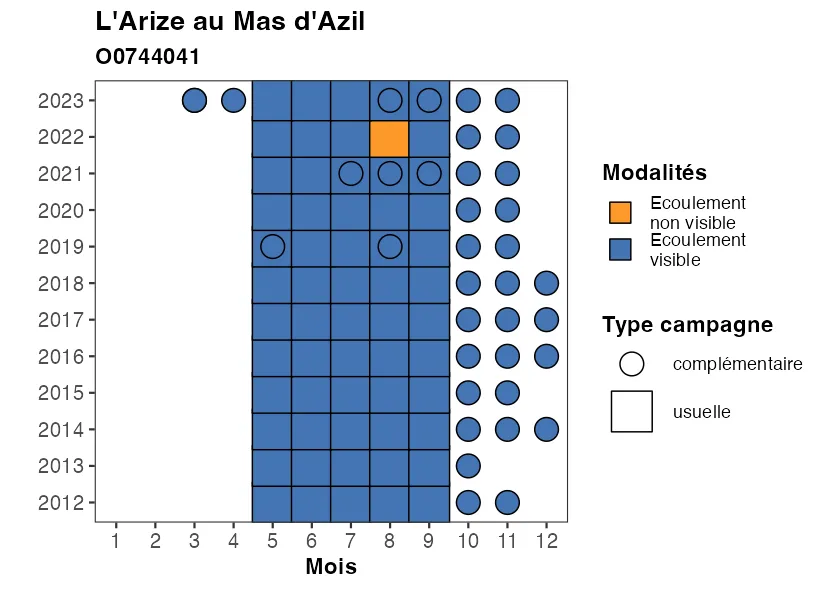 L'Arize au Mas d'Azil
O0744041
2023
2022
2021
2020
2019
2018
2017
2016
2015
2014
2013
2012
1 2 3 4 5 6 7 8 9 10 11 12
Mois
Modalités
Ecoulement
non visible
Ecoulement
visible
Type campagne
complémentaire
usuelle